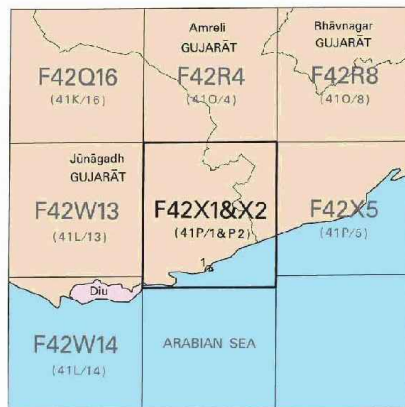 Amreli
GUJARĀT
Bhāvnagar
GUJARĀT
F42Q16
(41K/16)
F42R4
(41O/4)
F42R8
(41O/8)
Jūnāgadh
GUJARĀT
F42W13
(41L/13)
F42X1&X2
(41P/1&P2)
F42X5
(41P/5)
1
Diu
F42W14
(41L/14)
ARABIAN SEA